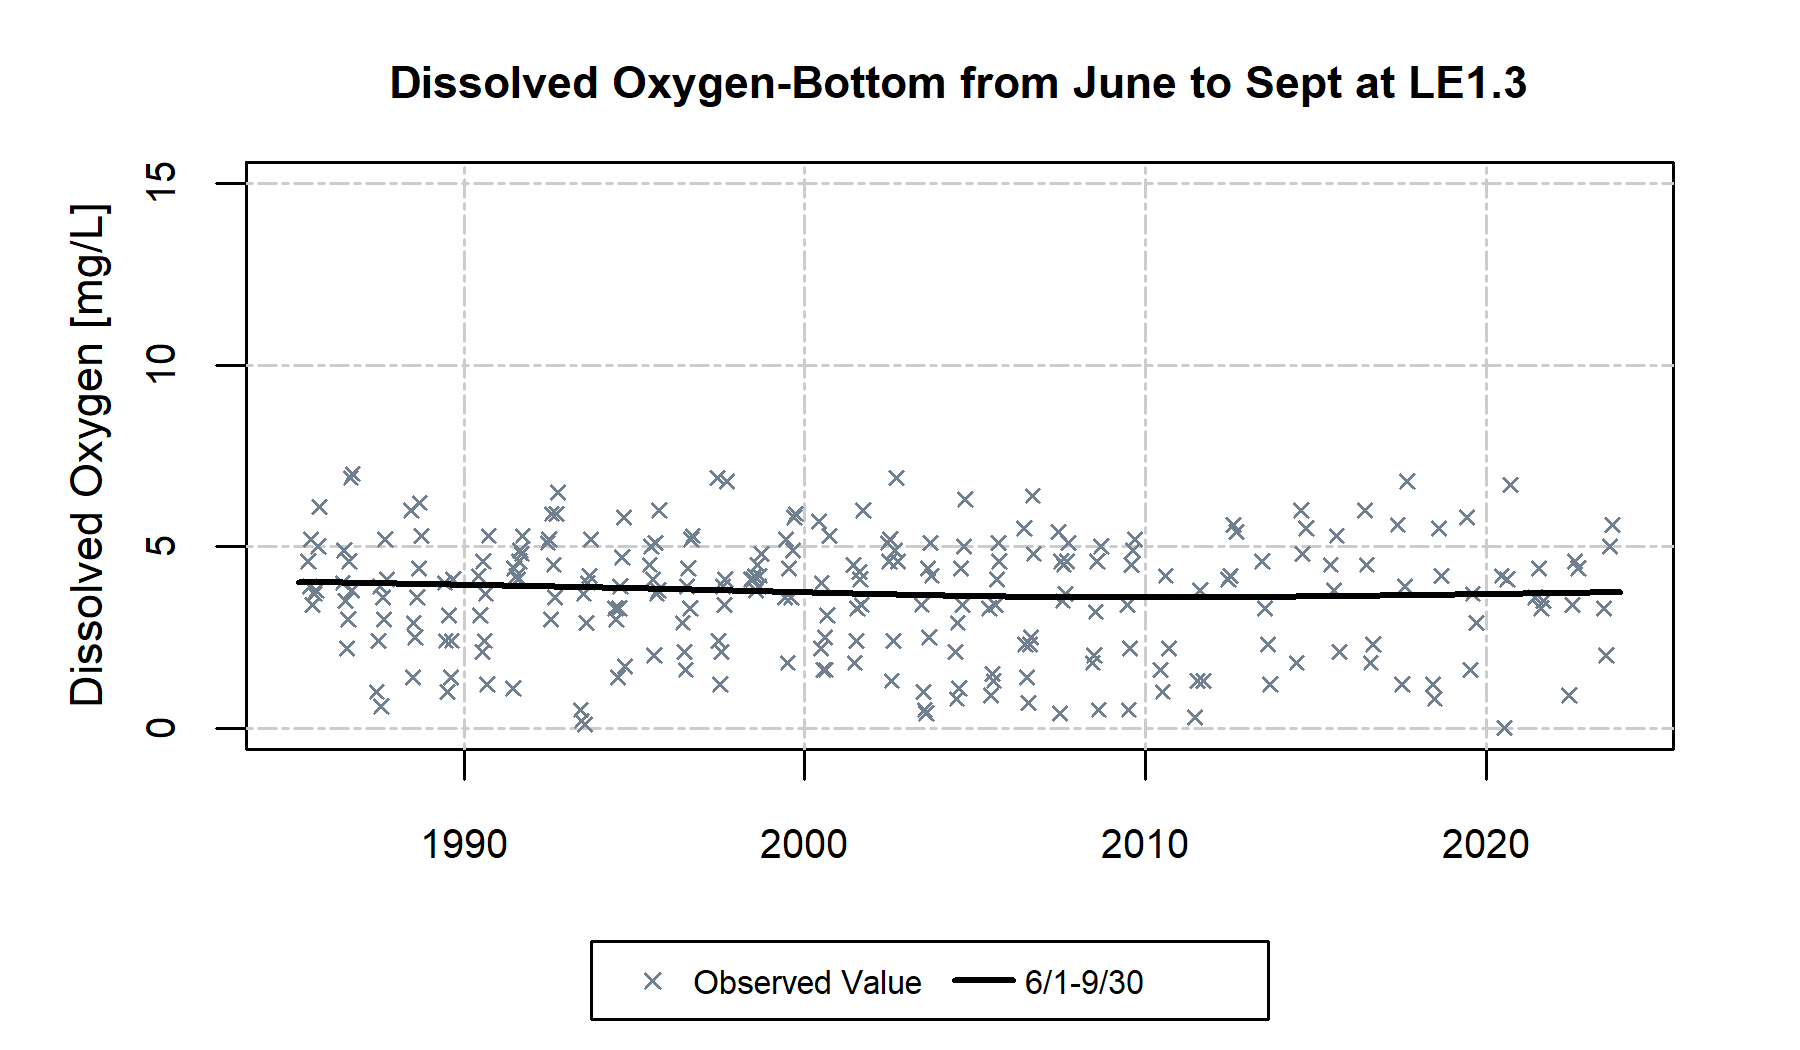 Dissolved Oxygen-Bottom from June to Sept at LE1.3
Dissolved Oxygen [mg/L]
15
10
5
0
1990 2000 2010 2020
Observed Value 6/1-9/30